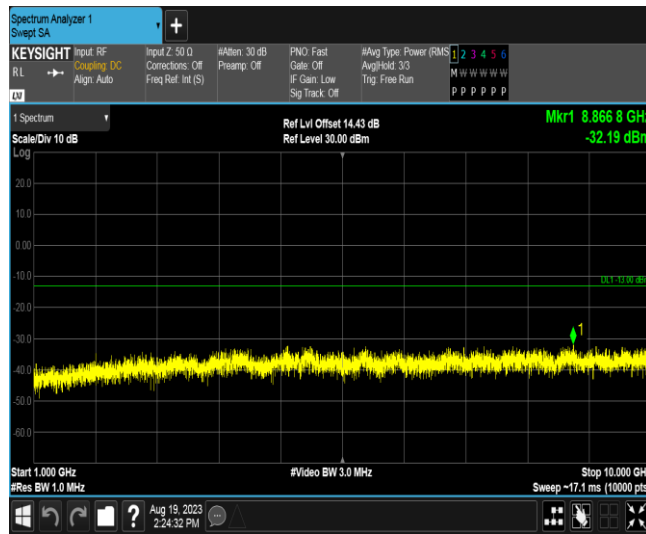 Spectrum Analyzer 1
Swept SA
KEYSIGHT
RL
LXI
Input: RF
Coupling: DC
Align: Auto
Input Z: 50 Ω
Corrections: Off
Freq Ref: Int (S)
#Atten: 30 dB
Preamp: Off
PNO: Fast
Gate: Off
IF Gain: Low
Sig Track: Off
#Avg Type: Power (RMS
Avg|Hold: 3/3
Trig: Free Run
1 2 3 4 5 6
M W W W W W
P P P P P P
1 Spectrum
Scale/Div 10 dB
Log
Ref Lvl Offset 14.43 dB
Ref Level 30.00 dBm
Mkr1 8.866 8 GHz
-32.19 dBm
20.0
10.0
0.00
-10.0
DL1 -13.00 dBm
-20.0
-30.0
1
-40.0
-50.0
-60.0
Start 1.000 GHz
#Res BW 1.0 MHz
#Video BW 3.0 MHz
Stop 10.000 GHz
Sweep ~17.1 ms (10000 pts)
?
Aug 19, 2023
2:24:32 PM